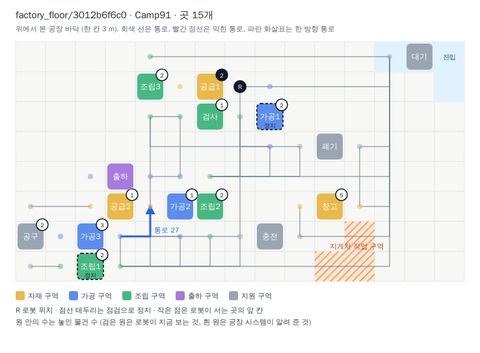 factory_floor/3012b6f6c0 · Camp91 · 곳 15개
위에서 본 공장 바닥 (한 칸 3 m). 회색 선은 통로, 빨간 점선은 막힌 통로, 파란 화살표는 한 방향 통로
대기
진입
조립3
2
공급1
2
R
검사
1
가공1
2
정지
폐기
출하
공급2
1
가공2
1
조립2
2
창고
5
통로 27
공구
2
가공3
3
충전
지게차 작업 구역
조립1
2
정지
자재 구역
가공 구역
조립 구역
출하 구역
지원 구역
R 로봇 위치 · 점선 테두리는 점검으로 정지 · 작은 점은 로봇이 서는 곳의 앞 칸
원 안의 수는 놓인 물건 수 (검은 원은 로봇이 지금 보는 것, 흰 원은 공장 시스템이 알려 준 것)